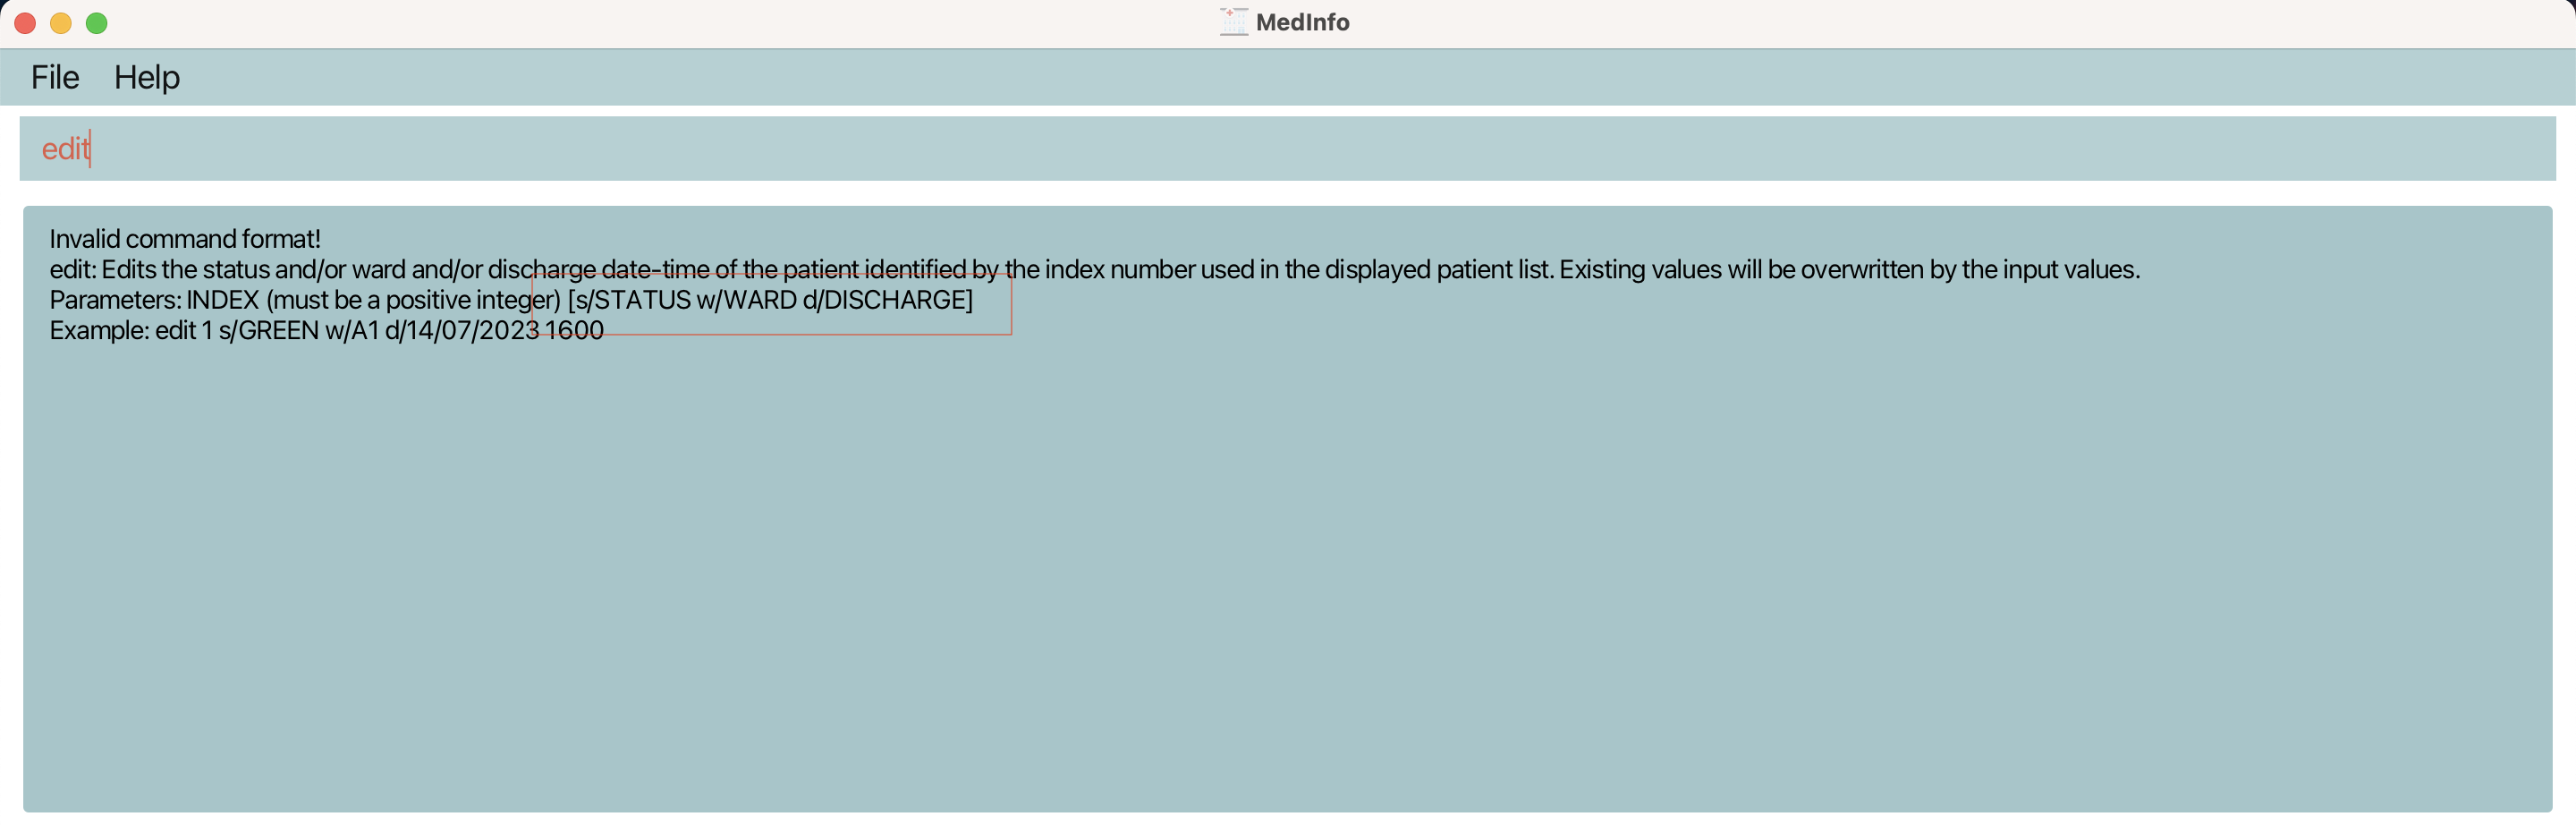 MedInfo
File Help
edit
Invalid command format!
edit: Edits the status and/or ward and/or discharge date-time of the patient identified by the index number used in the displayed patient list. Existing values will be overwritten by the input values.
Parameters: INDEX (must be a positive integer) [s/STATUS w/WARD d/DISCHARGE]
Example: edit 1 s/GREEN w/A1 d/14/07/2023 1600